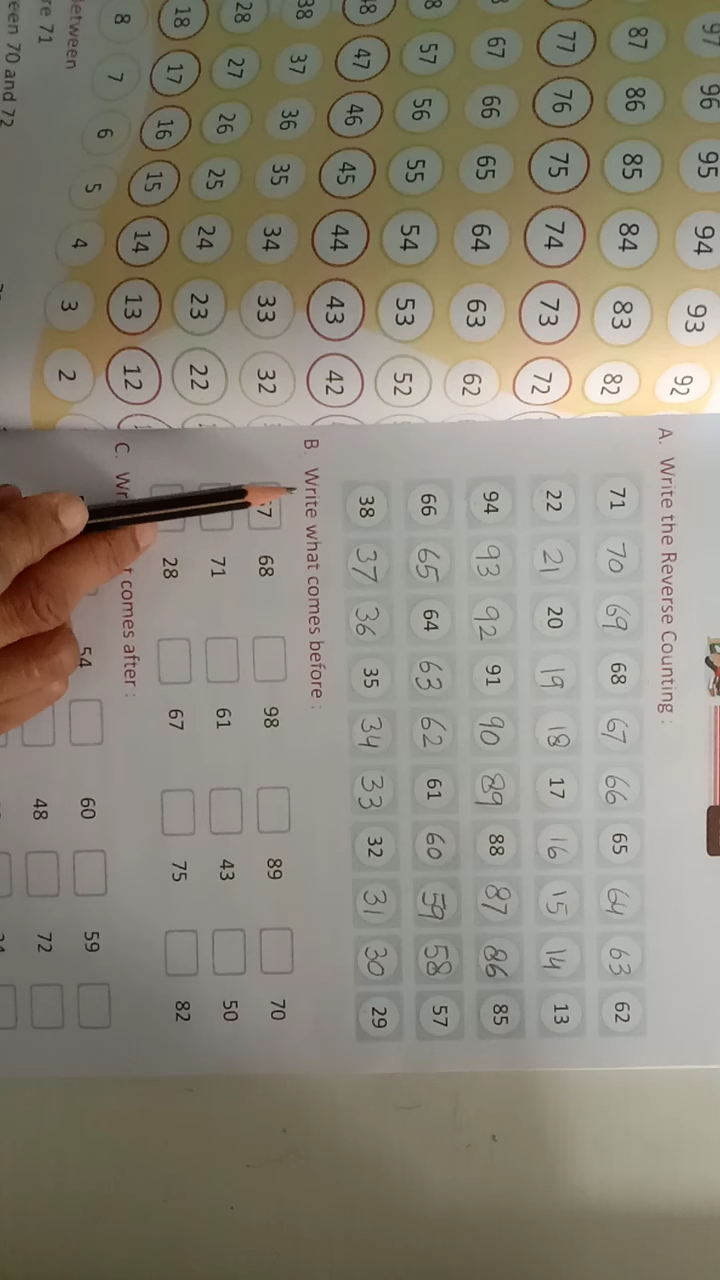 97 96 95 94 93 92
87 86 85 84 83 82
77 76 75 74 73 72
67 66 65 64 63 62
57 56 55 54 53 52
48 47 46 45 44 43 42
38 37 36 35 34 33 32
28 27 26 25 24 23 22
18 17 16 15 14 13 12
8 7 6 5 4 3 2
etween
re 71
een 70 and 72
A. Write the Reverse Counting :
71 70 69 68 67 66 65 64 63 62
22 21 20 19 18 17 16 15 14 13
94 93 92 91 90 89 88 87 86 85
66 65 64 63 62 61 60 59 58 57
38 37 36 35 34 33 32 31 30 29
B. Write what comes before :
67 68 98 89 70
71 61 43 50
28 67 75 82
C. Wr t comes after :
54 60 59
48 72